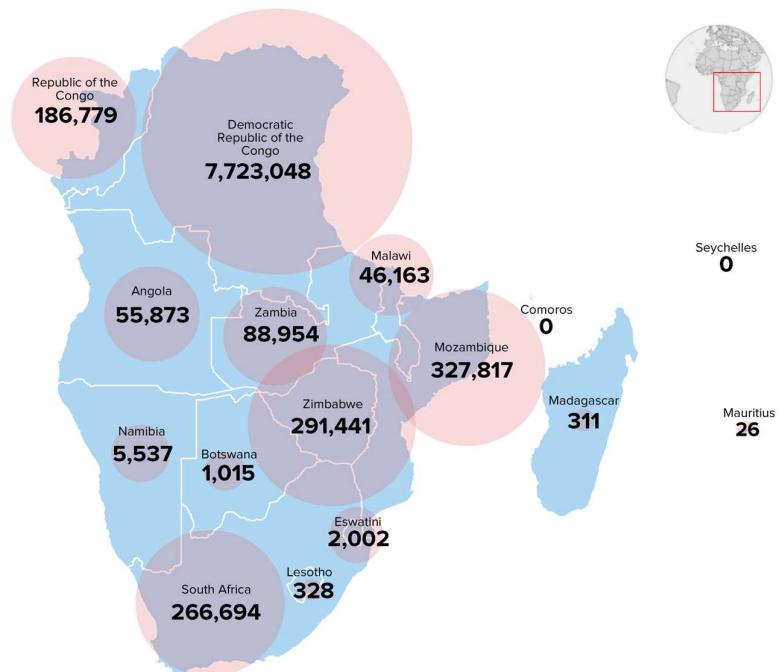 Republic of the
Congo
186,779
Democratic
Republic of the
Congo
7,723,048
Seychelles
0
Malawi
46,163
Angola
55,873
Zambia
88,954
Comoros
0
Mozambique
327,817
Zimbabwe
291,441
Madagascar
311
Mauritius
26
Namibia
5,537
Botswana
1,015
Eswatini
2,002
Lesotho
328
South Africa
266,694